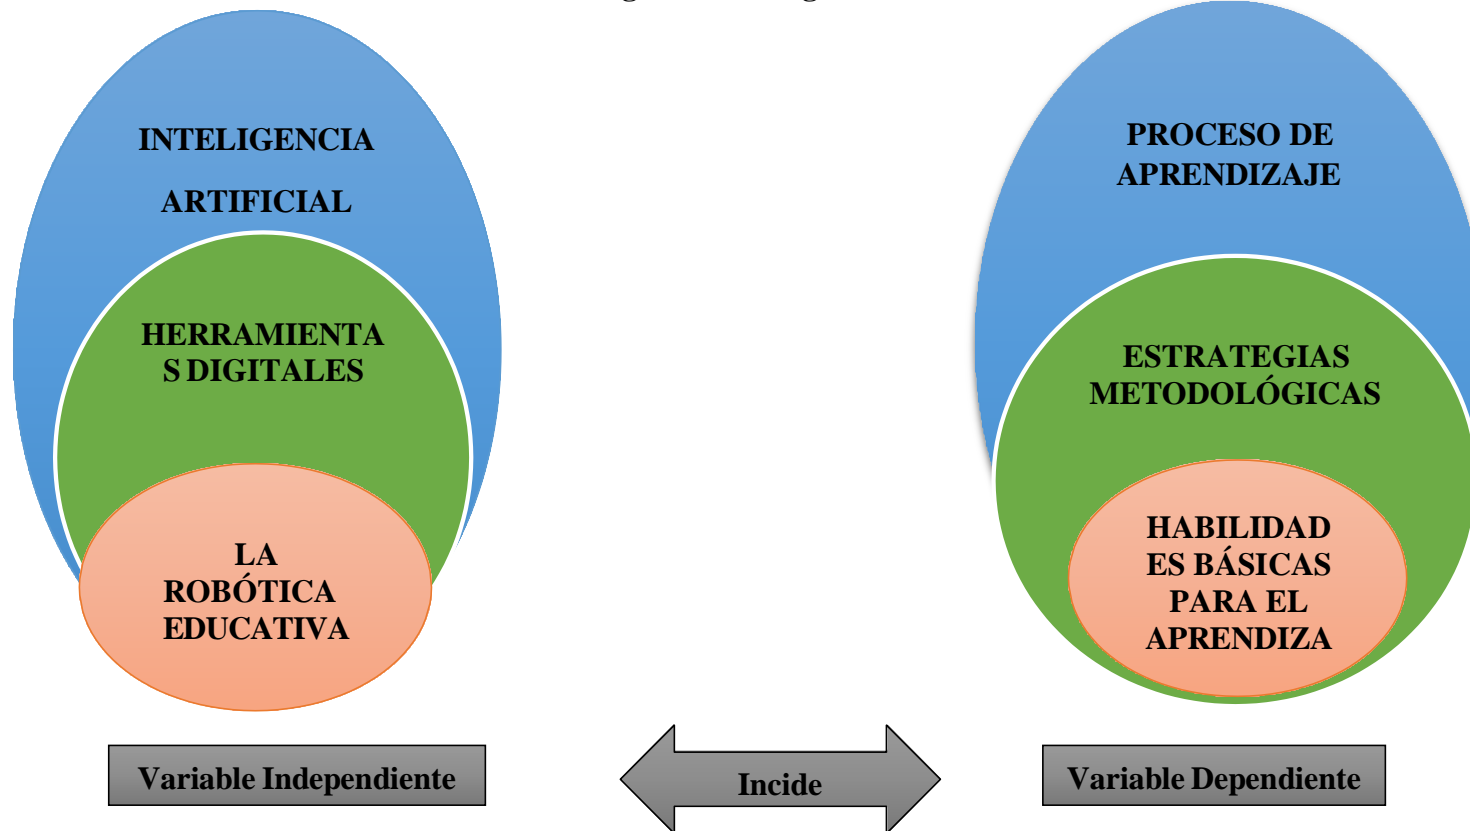 INTELIGENCIA
ARTIFICIAL
HERRAMIENTA
S DIGITALES
LA
ROBÓTICA
EDUCATIVA
Variable Independiente
Incide
PROCESO DE
APRENDIZAJE
ESTRATEGIAS
METODOLÓGICAS
HABILIDAD
ES BÁSICAS
PARA EL
APRENDIZA
Variable Dependiente